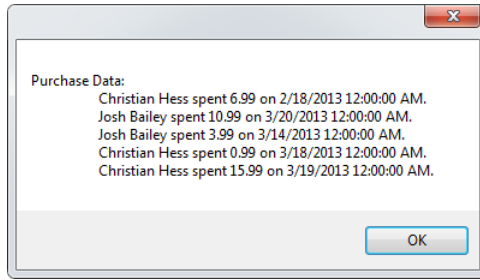 Purchase Data:
Christian Hess spent 6.99 on 2/18/2013 12:00:00 AM.
Josh Bailey spent 10.99 on 3/20/2013 12:00:00 AM.
Josh Bailey spent 3.99 on 3/14/2013 12:00:00 AM.
Christian Hess spent 0.99 on 3/18/2013 12:00:00 AM.
Christian Hess spent 15.99 on 3/19/2013 12:00:00 AM.
OK